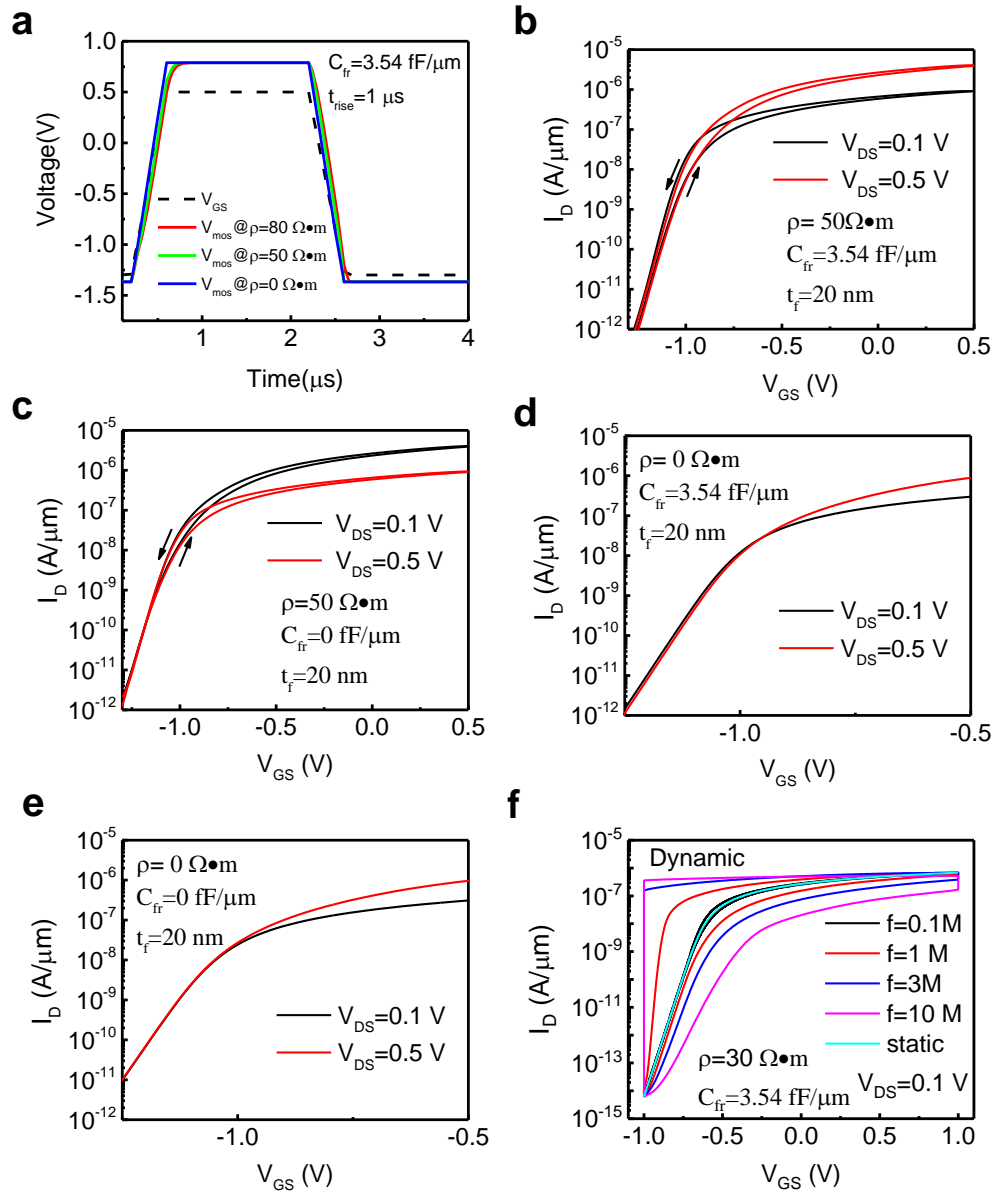 a
1.0
0.5
0.0
-0.5
-1.0
-1.5
Voltage(V)
C_fr=3.54 fF/μm
t_rise=1 μs
V_GS
V_mos@ρ=80 Ω•m
V_mos@ρ=50 Ω•m
V_mos@ρ=0 Ω•m
1 2 3 4
Time(μs)
b
10^-5
10^-6
10^-7
10^-8
10^-9
10^-10
10^-11
10^-12
I_D (A/μm)
V_DS=0.1 V
V_DS=0.5 V
ρ= 50Ω•m
C_fr=3.54 fF/μm
t_f=20 nm
-1.0 -0.5 0.0 0.5
V_GS (V)
c
10^-5
10^-6
10^-7
10^-8
10^-9
10^-10
10^-11
10^-12
I_D (A/μm)
V_DS=0.1 V
V_DS=0.5 V
ρ=50 Ω•m
C_fr=0 fF/μm
t_f=20 nm
-1.0 -0.5 0.0 0.5
V_GS (V)
d
10^-5
10^-6
10^-7
10^-8
10^-9
10^-10
10^-11
10^-12
I_D (A/μm)
ρ= 0 Ω•m
C_fr=3.54 fF/μm
t_f=20 nm
V_DS=0.1 V
V_DS=0.5 V
-1.0 -0.5
V_GS (V)
e
10^-5
10^-6
10^-7
10^-8
10^-9
10^-10
10^-11
10^-12
I_D (A/μm)
ρ= 0 Ω•m
C_fr=0 fF/μm
t_f=20 nm
V_DS=0.1 V
V_DS=0.5 V
-1.0 -0.5
V_GS (V)
f
10^-5
10^-7
10^-9
10^-11
10^-13
10^-15
I_D (A/μm)
Dynamic
f=0.1M
f=1 M
f=3M
f=10 M
static
ρ=30 Ω•m
C_fr=3.54 fF/μm
V_DS=0.1 V
-1.0 -0.5 0.0 0.5 1.0
V_GS (V)